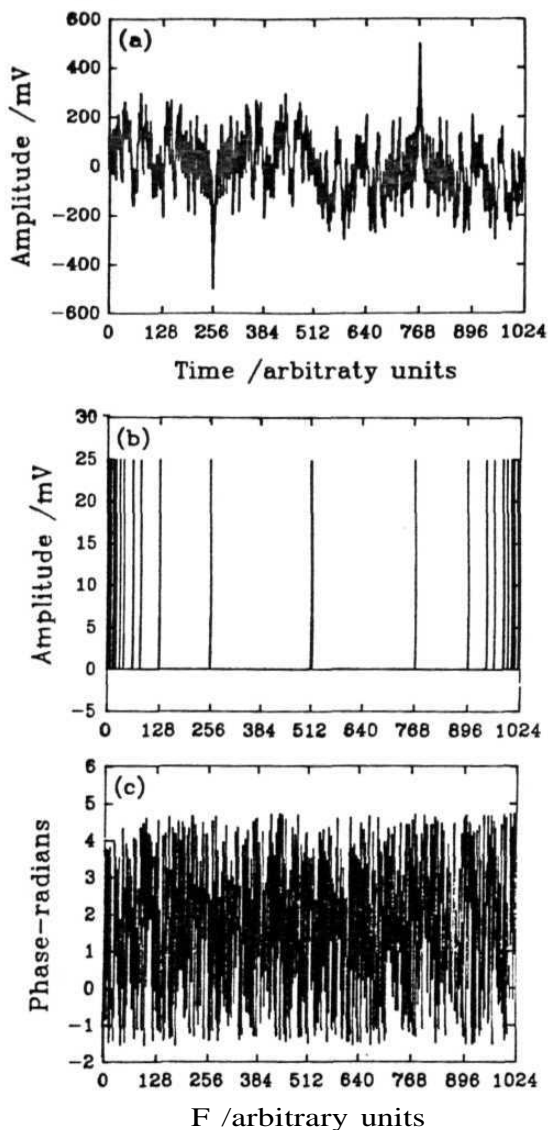 (a)
600
400
200
0
-200
-400
-600
Amplitude /mV
0 128 256 384 512 640 768 896 1024
Time /arbitraty units
(b)
30
25
20
15
10
5
0
-5
Amplitude /mV
0 128 256 384 512 640 768 896 1024
(c)
6
5
4
3
2
1
0
-1
-2
Phase-radians
0 128 256 384 512 640 768 896 1024
F /arbitrary units